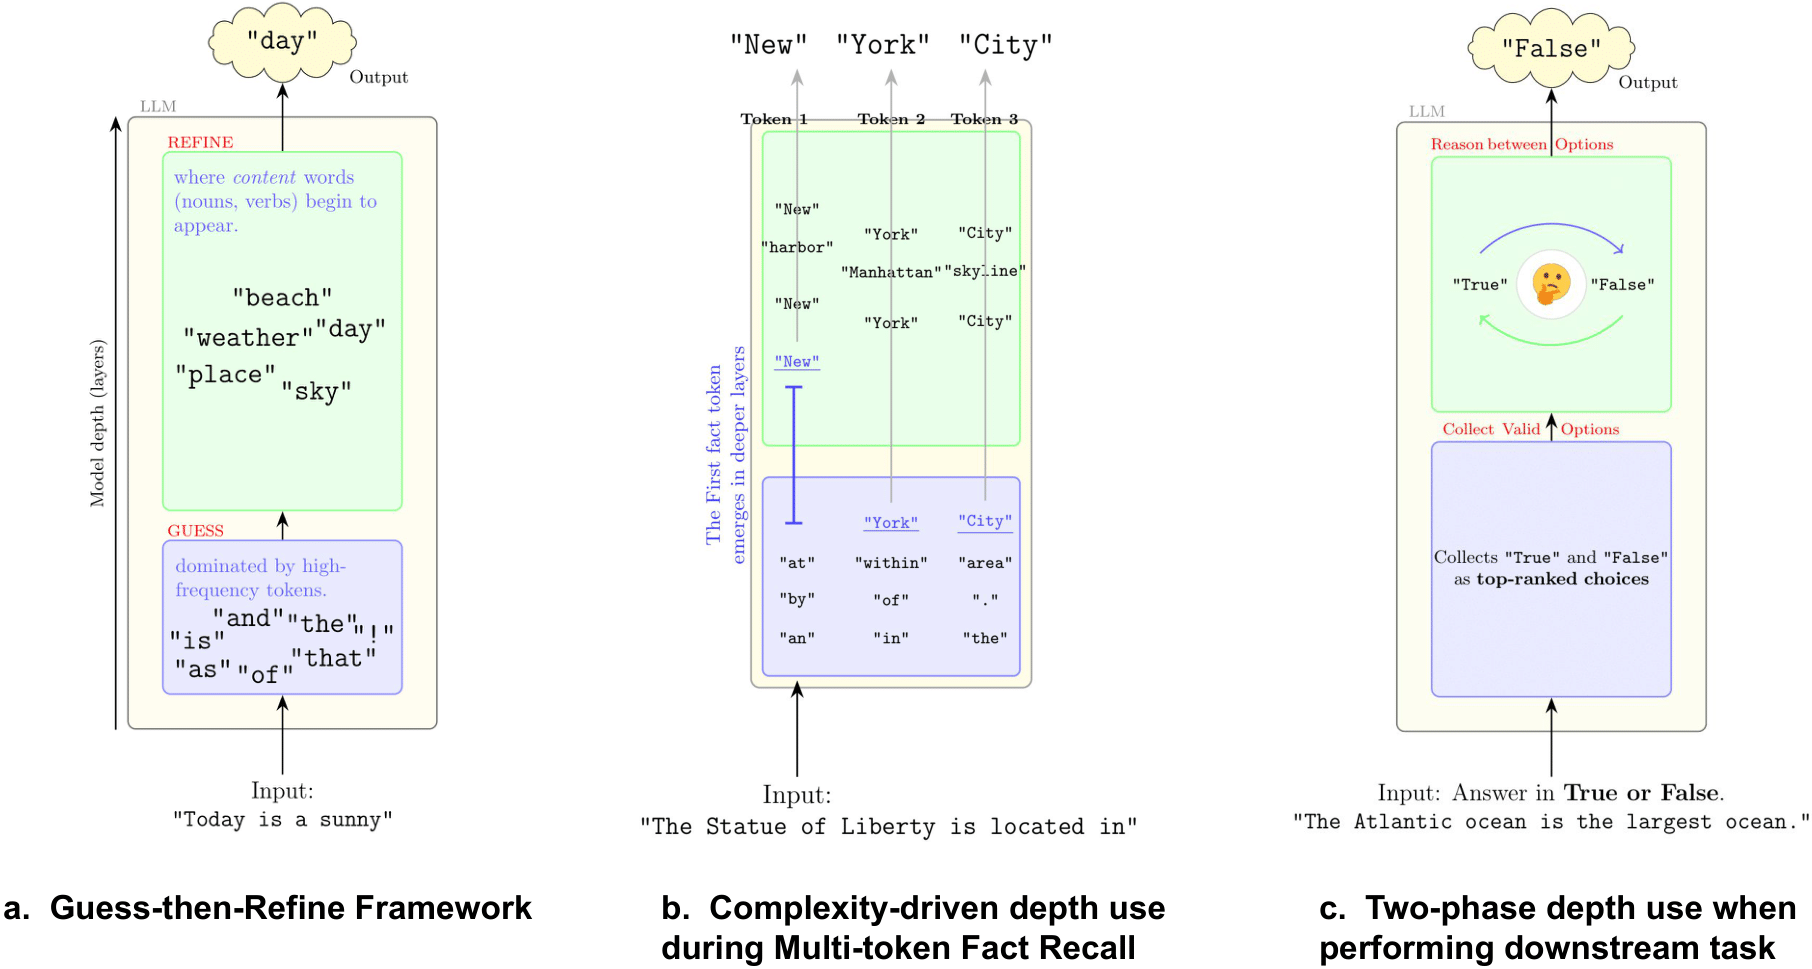 "day"
Output
LLM
REFINE
where content words
(nouns, verbs) begin to
appear.
"beach"
"weather" "day"
"place"
"sky"
GUESS
dominated by high-
frequency tokens.
"and" "the" "!"
"is"
"that"
"as" "of"
Model depth (layers)
Input:
"Today is a sunny"
a. Guess-then-Refine Framework
"New" "York" "City"
Token 1 Token 2 Token 3
"New"
"York" "City"
"harbor"
"Manhattan" "skyline"
"New"
"York" "City"
"New"
The First fact token
emerges in deeper layers
"York" "City"
"at" "within" "area"
"by" "of" "."
"an" "in" "the"
Input:
"The Statue of Liberty is located in"
b. Complexity-driven depth use
during Multi-token Fact Recall
"False"
Output
LLM
Reason between Options
"True" "False"
Collect Valid Options
Collects "True" and "False"
as top-ranked choices
Input: Answer in True or False.
"The Atlantic ocean is the largest ocean."
c. Two-phase depth use when
performing downstream task